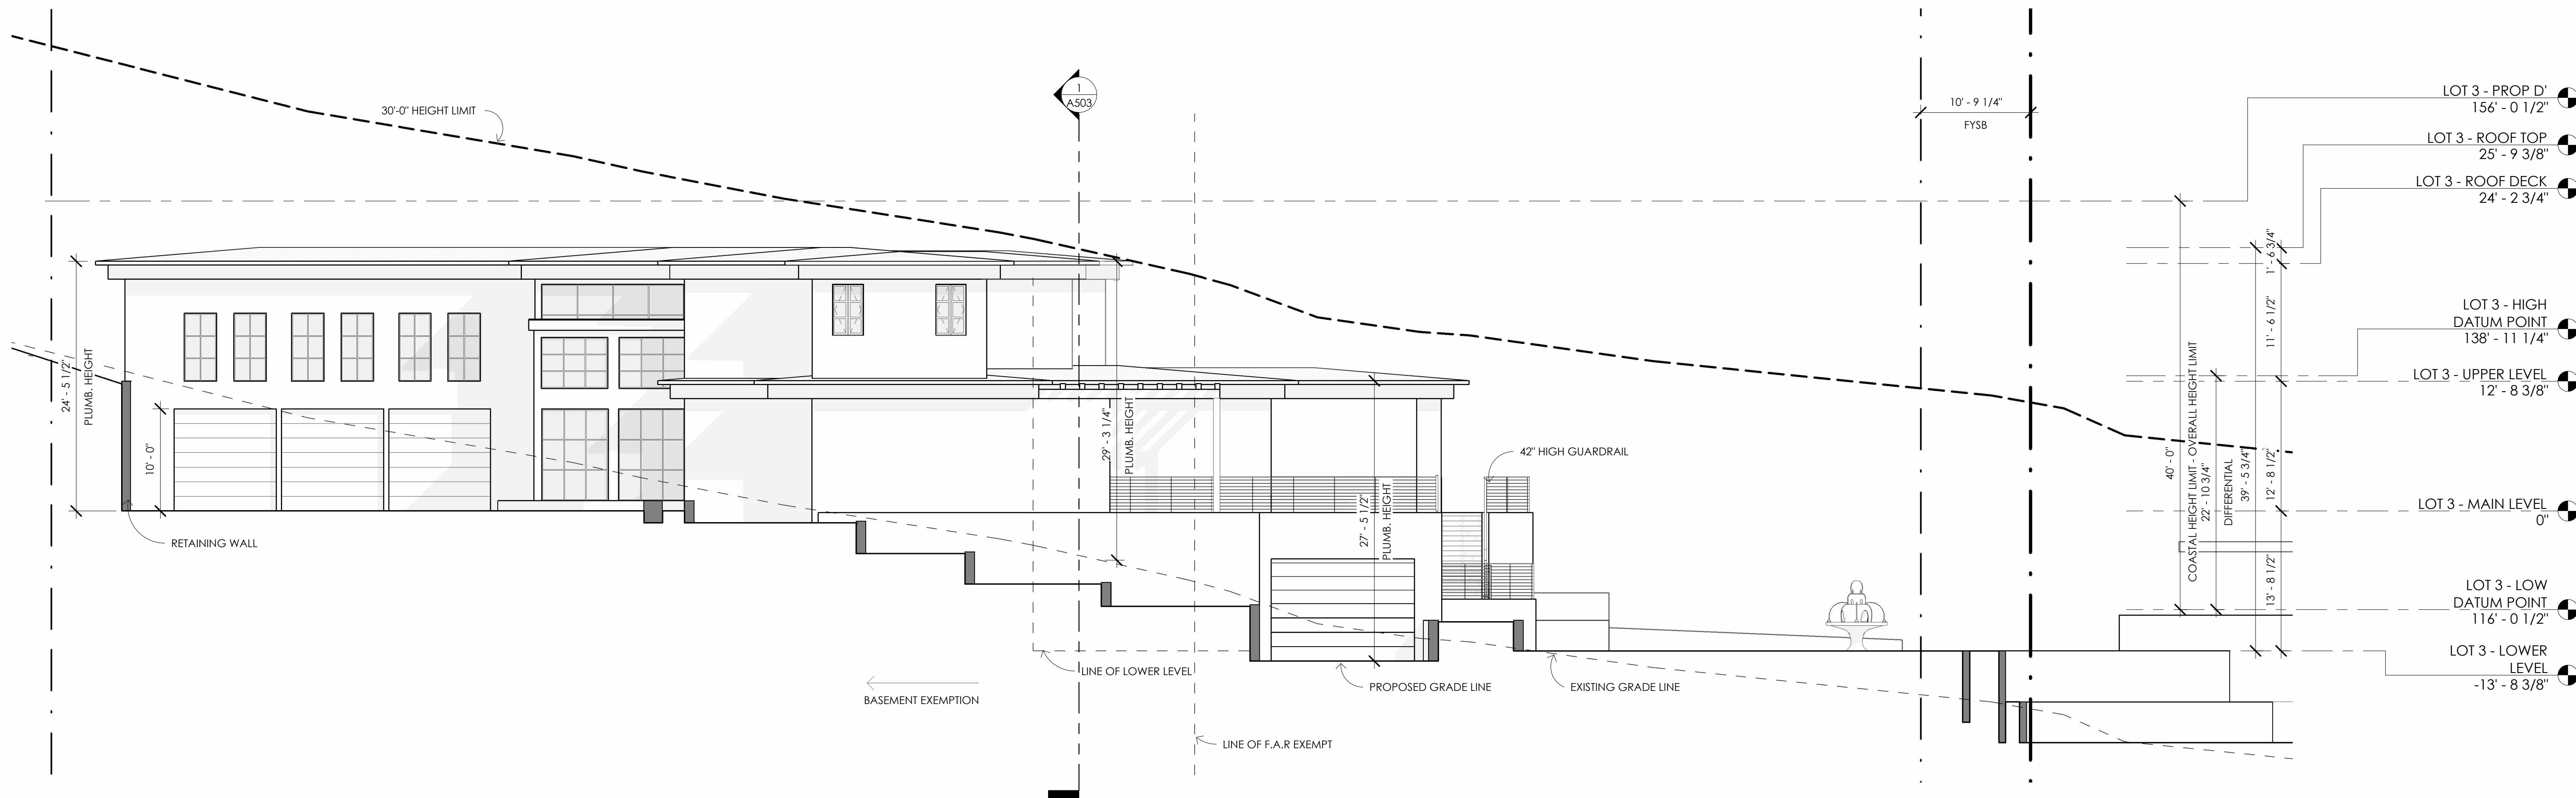 30'-0" HEIGHT LIMIT
1
A503
10' - 9 1/4"
FYSB
LOT 3 - PROP D'
156' - 0 1/2"
LOT 3 - ROOF TOP
25' - 9 3/8"
LOT 3 - ROOF DECK
24' - 2 3/4"
LOT 3 - HIGH
DATUM POINT
138' - 11 1/4"
LOT 3 - UPPER LEVEL
12' - 8 3/8"
LOT 3 - MAIN LEVEL
0"
LOT 3 - LOW
DATUM POINT
116' - 0 1/2"
LOT 3 - LOWER
LEVEL
-13' - 8 3/8"
24' - 5 1/2"
PLUMB. HEIGHT
10' - 0"
RETAINING WALL
29' - 3 1/4"
PLUMB. HEIGHT
27' - 5 1/2"
PLUMB. HEIGHT
42" HIGH GUARDRAIL
40' - 0"
COASTAL HEIGHT LIMIT - OVERALL HEIGHT LIMIT
22' - 10 3/4"
DIFFERENTIAL
39' - 5 3/4"
1' - 6 3/4"
11' - 6 1/2"
12' - 8 1/2"
13' - 8 1/2"
LINE OF LOWER LEVEL
BASEMENT EXEMPTION
PROPOSED GRADE LINE
EXISTING GRADE LINE
LINE OF F.A.R EXEMPT